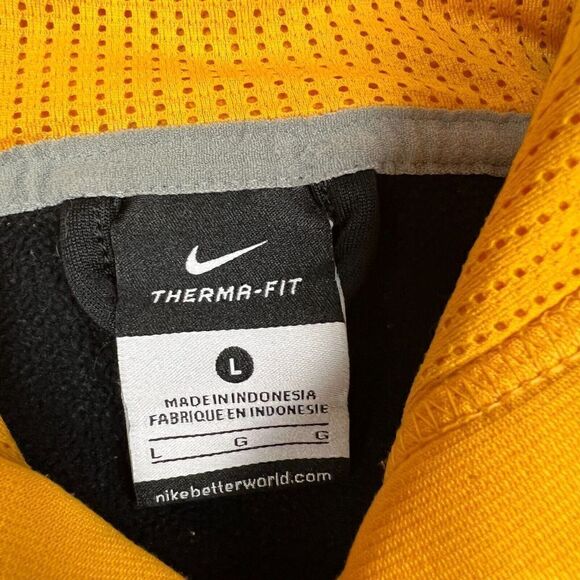 THERMA-FIT
L
MADE IN INDONESIA
FABRIQUE EN INDONESIE
L G G
nikebetterworld.com